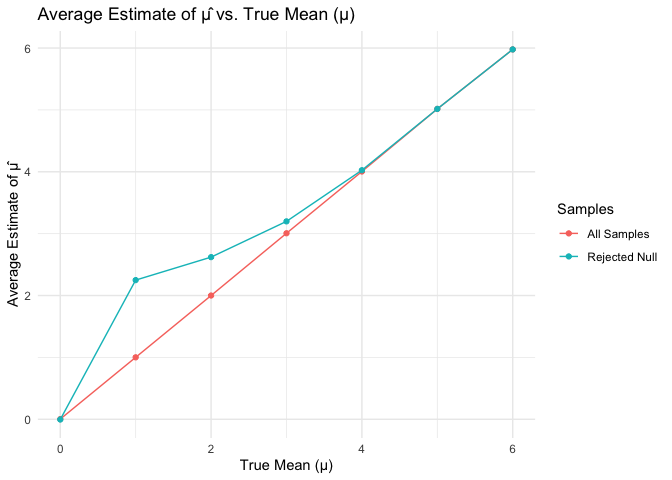 Average Estimate of μ̂ vs. True Mean (μ)
Average Estimate of μ̂
6
4
2
0
0
2
4
6
True Mean (μ)
Samples
All Samples
Rejected Null